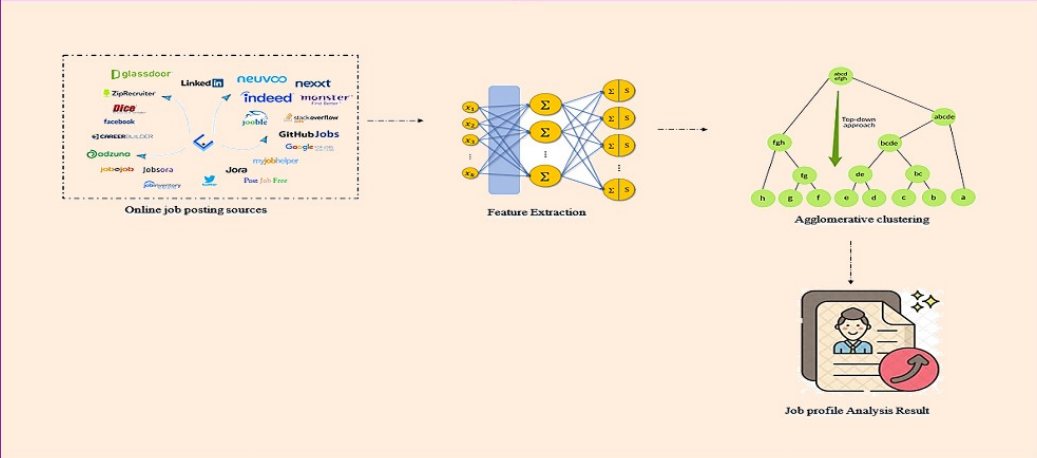 glassdoor
LinkedIn
neuvoo
nexxt
ZipRecruiter
indeed
monster
Dice
jooble
stackoverflow
facebook
CAREERBUILDER
GitHubJobs
adzuna
Google
myjobhelper
jobojob
Jobsora
Jora
Post Job Free
Online job posting sources
x1
x2
x3
⋮
xn
Σ
Σ
⋮
Σ
Σ S
Σ S
Σ S
⋮
Σ S
Feature Extraction
abcd
efgh
Top-down
approach
abcde
fgh
bcde
fg
de
bc
h
g
f
e
d
c
b
a
Agglomerative clustering
Job profile Analysis Result